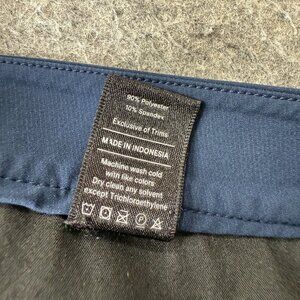 90% Polyester
10% Spandex
Exclusive of Trims
MADE IN INDONESIA
Machine wash cold
with like colors
Dry clean any solvent
except Trichloroethylene